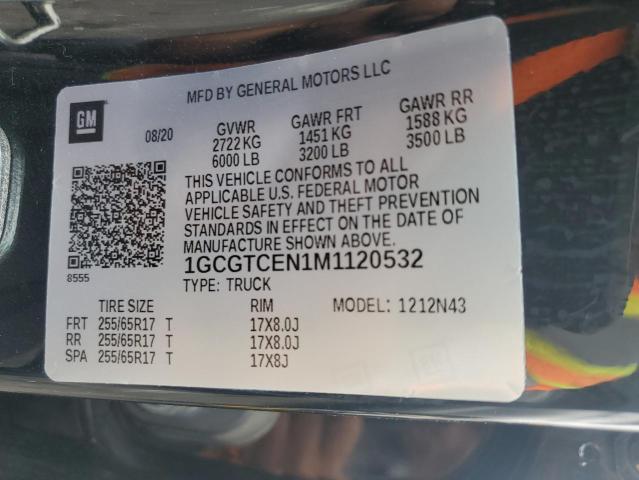 MFD BY GENERAL MOTORS LLC
GM
08/20 GVWR GAWR FRT GAWR RR
2722 KG 1451 KG 1588 KG
6000 LB 3200 LB 3500 LB
THIS VEHICLE CONFORMS TO ALL
APPLICABLE U.S. FEDERAL MOTOR
VEHICLE SAFETY AND THEFT PREVENTION
STANDARDS IN EFFECT ON THE DATE OF
MANUFACTURE SHOWN ABOVE.
8555
1GCGTCEN1M1120532
TYPE: TRUCK
TIRE SIZE RIM MODEL: 1212N43
FRT 255/65R17 T 17X8.0J
RR 255/65R17 T 17X8.0J
SPA 255/65R17 T 17X8J